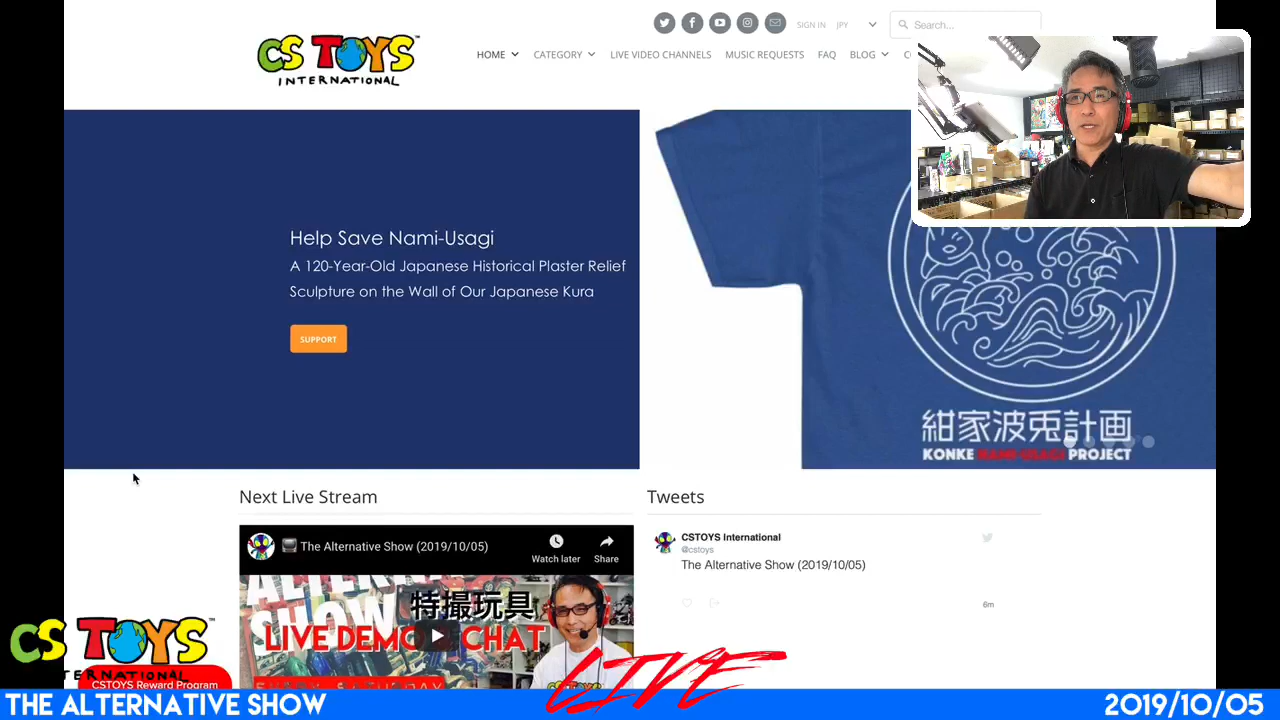 CS TOYS™
INTERNATIONAL
SIGN IN
JPY
Search...
HOME
CATEGORY
LIVE VIDEO CHANNELS
MUSIC REQUESTS
FAQ
BLOG
Help Save Nami-Usagi
A 120-Year-Old Japanese Historical Plaster Relief
Sculpture on the Wall of Our Japanese Kura
SUPPORT
紺家波兎計画
KONKE NAMI-USAGI PROJECT
Next Live Stream
Tweets
The Alternative Show (2019/10/05)
Watch later
Share
CSTOYS International
@cstoys
The Alternative Show (2019/10/05)
6m
SHOW
特撮玩具
LIVE DEMO
CHAT
CS TOYS™
INTERNATIONAL
CSTOYS Reward Program
LIVE
THE ALTERNATIVE SHOW
2019/10/05